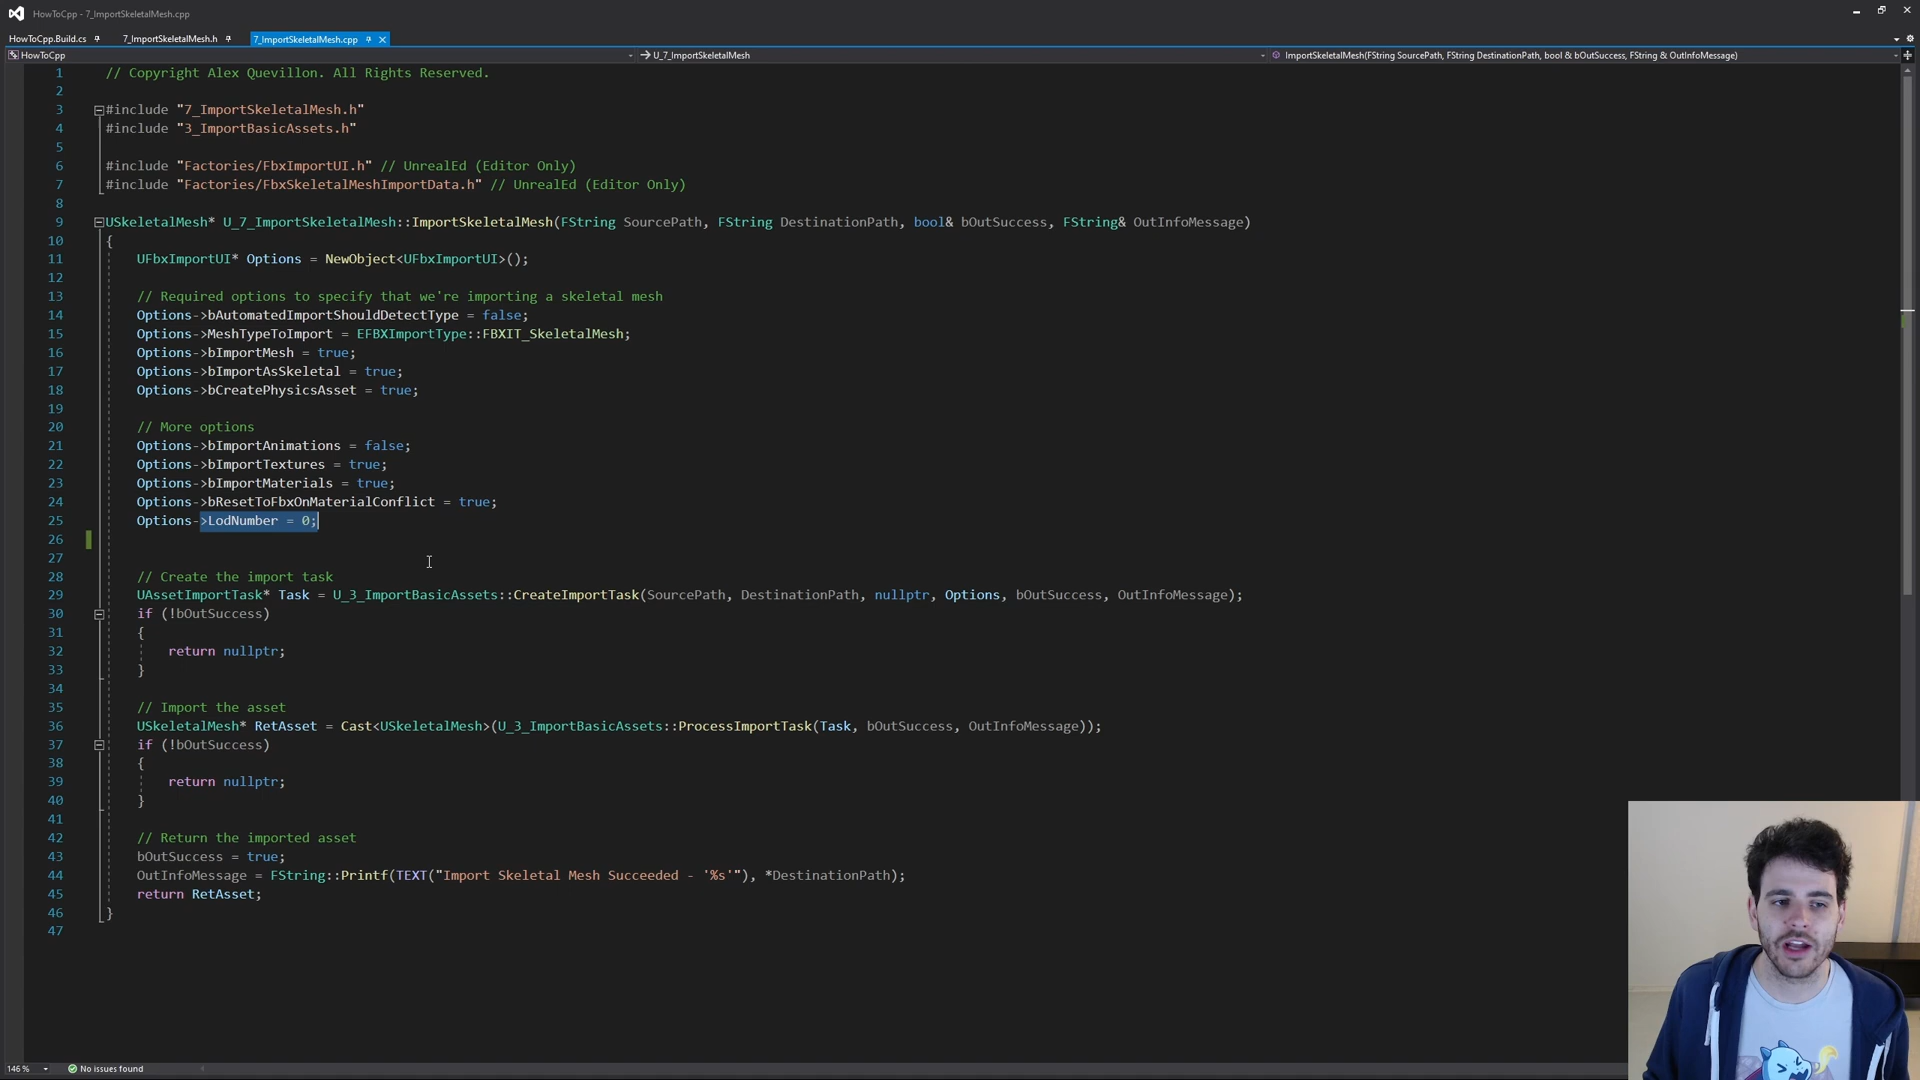 HowToCpp - 7_ImportSkeletalMesh.cpp
HowToCpp.Build.cs 7_ImportSkeletalMesh.h 7_ImportSkeletalMesh.cpp
HowToCpp U_7_ImportSkeletalMesh ImportSkeletalMesh(FString SourcePath, FString DestinationPath, bool & bOutSuccess, FString & OutInfoMessage)
1 // Copyright Alex Quevillon. All Rights Reserved.
2
3 #include "7_ImportSkeletalMesh.h"
4 #include "3_ImportBasicAssets.h"
5
6 #include "Factories/FbxImportUI.h" // UnrealEd (Editor Only)
7 #include "Factories/FbxSkeletalMeshImportData.h" // UnrealEd (Editor Only)
8
9 USkeletalMesh* U_7_ImportSkeletalMesh::ImportSkeletalMesh(FString SourcePath, FString DestinationPath, bool& bOutSuccess, FString& OutInfoMessage)
10 {
11 UFbxImportUI* Options = NewObject<UFbxImportUI>();
12
13 // Required options to specify that we're importing a skeletal mesh
14 Options->bAutomatedImportShouldDetectType = false;
15 Options->MeshTypeToImport = EFBXImportType::FBXIT_SkeletalMesh;
16 Options->bImportMesh = true;
17 Options->bImportAsSkeletal = true;
18 Options->bCreatePhysicsAsset = true;
19
20 // More options
21 Options->bImportAnimations = false;
22 Options->bImportTextures = true;
23 Options->bImportMaterials = true;
24 Options->bResetToFbxOnMaterialConflict = true;
25 Options->LodNumber = 0;
26
27
28 // Create the import task
29 UAssetImportTask* Task = U_3_ImportBasicAssets::CreateImportTask(SourcePath, DestinationPath, nullptr, Options, bOutSuccess, OutInfoMessage);
30 if (!bOutSuccess)
31 {
32 return nullptr;
33 }
34
35 // Import the asset
36 USkeletalMesh* RetAsset = Cast<USkeletalMesh>(U_3_ImportBasicAssets::ProcessImportTask(Task, bOutSuccess, OutInfoMessage));
37 if (!bOutSuccess)
38 {
39 return nullptr;
40 }
41
42 // Return the imported asset
43 bOutSuccess = true;
44 OutInfoMessage = FString::Printf(TEXT("Import Skeletal Mesh Succeeded - '%s'"), *DestinationPath);
45 return RetAsset;
46 }
47
146 % No issues found